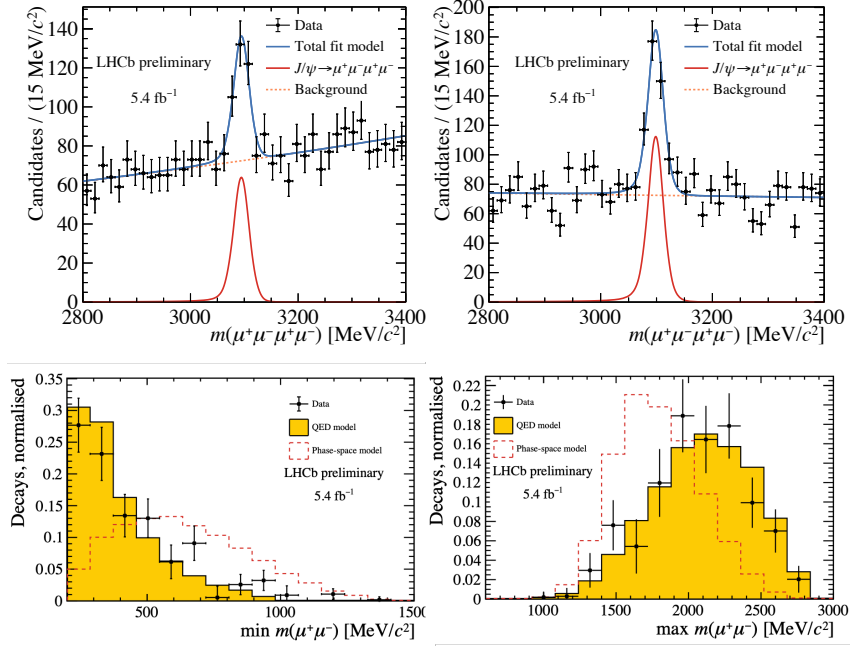 Candidates / (15 MeV/c²)
140
120
100
80
60
40
20
0
Data
Total fit model
J/ψ→μ⁺μ⁻μ⁺μ⁻
Background
LHCb preliminary
5.4 fb⁻¹
2800 3000 3200 3400
m(μ⁺μ⁻μ⁺μ⁻) [MeV/c²]
Candidates / (15 MeV/c²)
200
180
160
140
120
100
80
60
40
20
0
Data
Total fit model
J/ψ→μ⁺μ⁻μ⁺μ⁻
Background
LHCb preliminary
5.4 fb⁻¹
2800 3000 3200 3400
m(μ⁺μ⁻μ⁺μ⁻) [MeV/c²]
Decays, normalised
0.35
0.3
0.25
0.2
0.15
0.1
0.05
0
Data
QED model
Phase-space model
LHCb preliminary
5.4 fb⁻¹
500 1000 1500
min m(μ⁺μ⁻) [MeV/c²]
Decays, normalised
0.22
0.2
0.18
0.16
0.14
0.12
0.1
0.08
0.06
0.04
0.02
0
Data
QED model
Phase-space model
LHCb preliminary
5.4 fb⁻¹
1000 1500 2000 2500 3000
max m(μ⁺μ⁻) [MeV/c²]